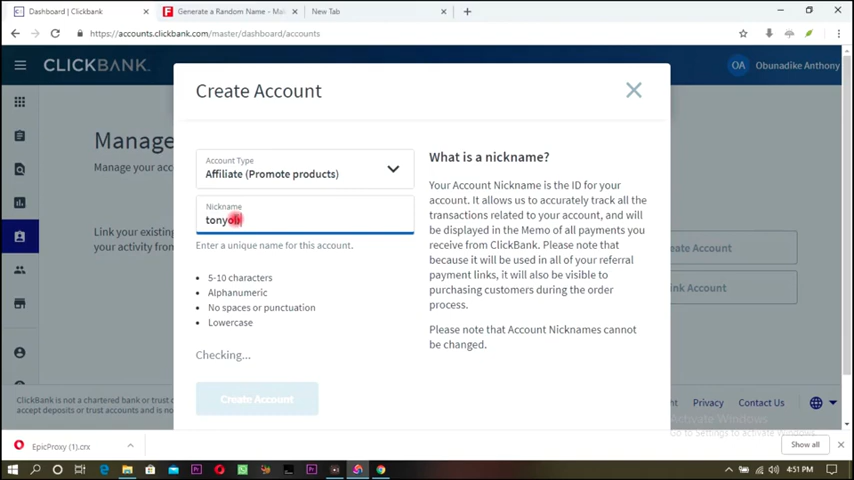 Dashboard | Clickbank
Generate a Random Name - Mak
New Tab
https://accounts.clickbank.com/master/dashboard/accounts
CLICKBANK
OA Obunadike Anthony
Create Account
Manage
Manage your acc
Account Type
Affiliate (Promote products)
Nickname
Enter a unique name for this account.
5-10 characters
Alphanumeric
No spaces or punctuation
Lowercase
Checking...
Create Account
What is a nickname?
Your Account Nickname is the ID for your
account. It allows us to accurately track all the
transactions related to your account, and will
be displayed in the Memo of all payments you
receive from ClickBank. Please note that
because it will be used in all of your referral
payment links, it will also be visible to
purchasing customers during the order
process.
Please note that Account Nicknames cannot
be changed.
Link your existing
your activity from
reate Account
nk Account
ClickBank is not a chartered bank or trust
accept deposits or trust accounts and is no
nt Privacy Contact Us
Activate Windows
Go to Settings to activate Windows.
EpicProxy (1).crx
Show all
4:51 PM